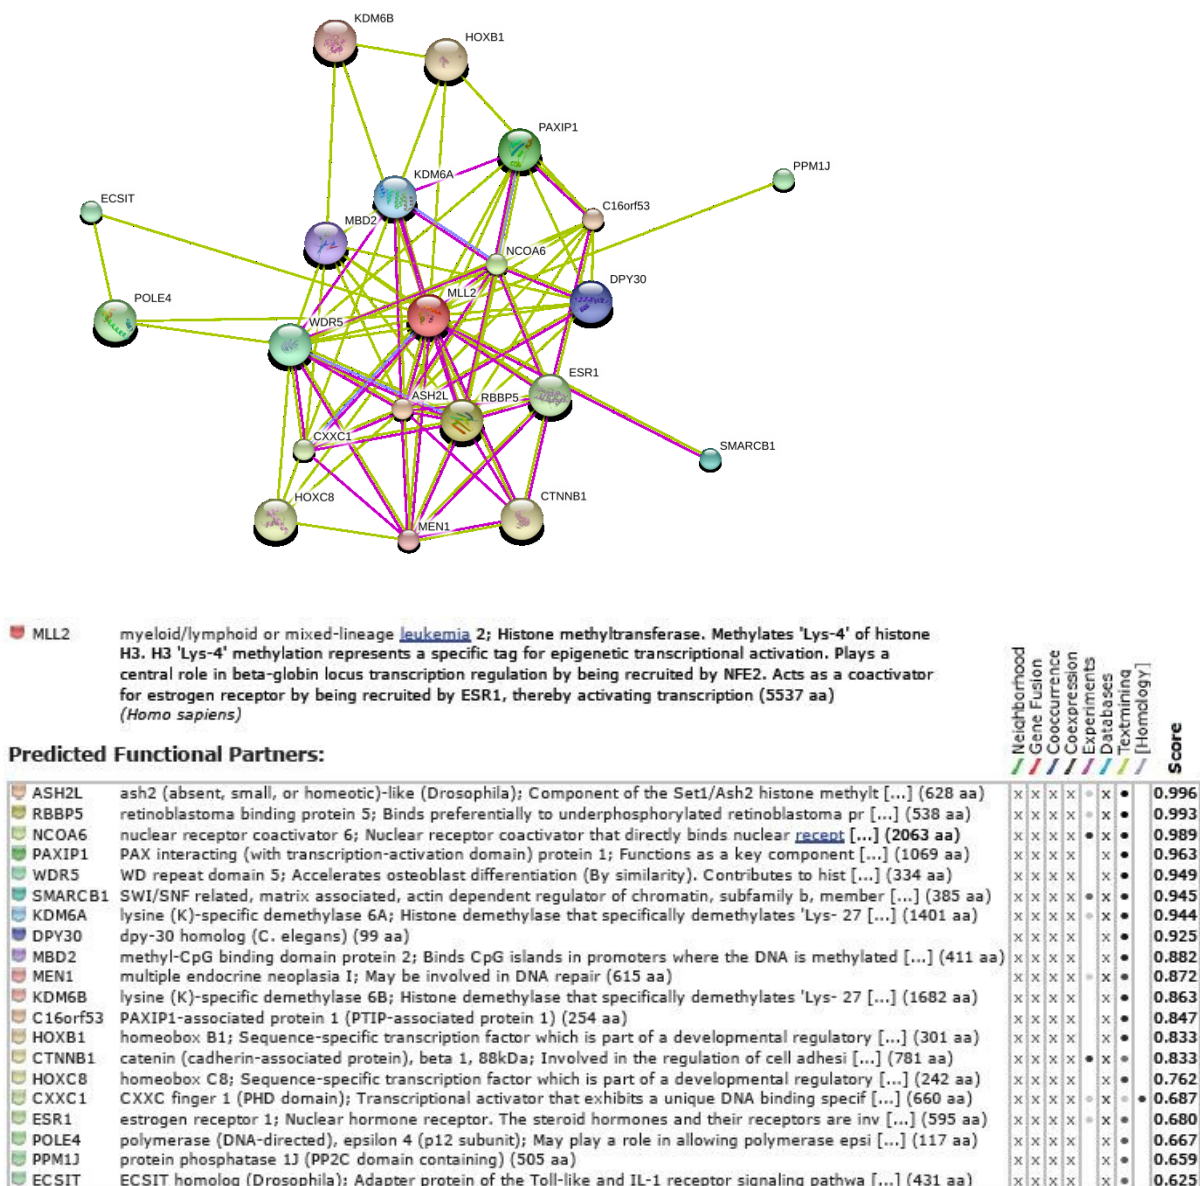 KDM6B
HOXB1
PAXIP1
PPM1J
KDM6A
ECSIT
C16orf53
MBD2
NCOA6
DPY30
MLL2
POLE4
WDR5
ESR1
ASH2L
RBBP5
CXXC1
SMARCB1
HOXC8
CTNNB1
MEN1
MLL2 myeloid/lymphoid or mixed-lineage leukemia 2; Histone methyltransferase. Methylates 'Lys-4' of histone
H3. H3 'Lys-4' methylation represents a specific tag for epigenetic transcriptional activation. Plays a
central role in beta-globin locus transcription regulation by being recruited by NFE2. Acts as a coactivator
for estrogen receptor by being recruited by ESR1, thereby activating transcription (5537 aa)
(Homo sapiens)
Neighborhood
Gene Fusion
Cooccurrence
Coexpression
Experiments
Databases
Textmining
[Homology]
Score
Predicted Functional Partners:
ASH2L ash2 (absent, small, or homeotic)-like (Drosophila); Component of the Set1/Ash2 histone methylt [...] (628 aa) x x x x • x • 0.996
RBBP5 retinoblastoma binding protein 5; Binds preferentially to underphosphorylated retinoblastoma pr [...] (538 aa) x x x x • x • 0.993
NCOA6 nuclear receptor coactivator 6; Nuclear receptor coactivator that directly binds nuclear recept [...] (2063 aa) x x x x • x • 0.989
PAXIP1 PAX interacting (with transcription-activation domain) protein 1; Functions as a key component [...] (1069 aa) x x x x x • 0.963
WDR5 WD repeat domain 5; Accelerates osteoblast differentiation (By similarity). Contributes to hist [...] (334 aa) x x x x x • 0.949
SMARCB1 SWI/SNF related, matrix associated, actin dependent regulator of chromatin, subfamily b, member [...] (385 aa) x x x x • x • 0.945
KDM6A lysine (K)-specific demethylase 6A; Histone demethylase that specifically demethylates 'Lys- 27 [...] (1401 aa) x x x x • x • 0.944
DPY30 dpy-30 homolog (C. elegans) (99 aa) x x x x x • 0.925
MBD2 methyl-CpG binding domain protein 2; Binds CpG islands in promoters where the DNA is methylated [...] (411 aa) x x x x x • 0.882
MEN1 multiple endocrine neoplasia I; May be involved in DNA repair (615 aa) x x x x • x • 0.872
KDM6B lysine (K)-specific demethylase 6B; Histone demethylase that specifically demethylates 'Lys- 27 [...] (1682 aa) x x x x x • 0.863
C16orf53 PAXIP1-associated protein 1 (PTIP-associated protein 1) (254 aa) x x x x x • 0.847
HOXB1 homeobox B1; Sequence-specific transcription factor which is part of a developmental regulatory [...] (301 aa) x x x x x • 0.833
CTNNB1 catenin (cadherin-associated protein), beta 1, 88kDa; Involved in the regulation of cell adhesi [...] (781 aa) x x x x • x • 0.833
HOXC8 homeobox C8; Sequence-specific transcription factor which is part of a developmental regulatory [...] (242 aa) x x x x x • 0.762
CXXC1 CXXC finger 1 (PHD domain); Transcriptional activator that exhibits a unique DNA binding specif [...] (660 aa) x x x x • x • • 0.687
ESR1 estrogen receptor 1; Nuclear hormone receptor. The steroid hormones and their receptors are inv [...] (595 aa) x x x x • x • 0.680
POLE4 polymerase (DNA-directed), epsilon 4 (p12 subunit); May play a role in allowing polymerase epsi [...] (117 aa) x x x x x • 0.667
PPM1J protein phosphatase 1J (PP2C domain containing) (505 aa) x x x x x • 0.659
ECSIT ECSIT homolog (Drosophila); Adapter protein of the Toll-like and IL-1 receptor signaling pathwa [...] (431 aa) x x x x x • 0.625